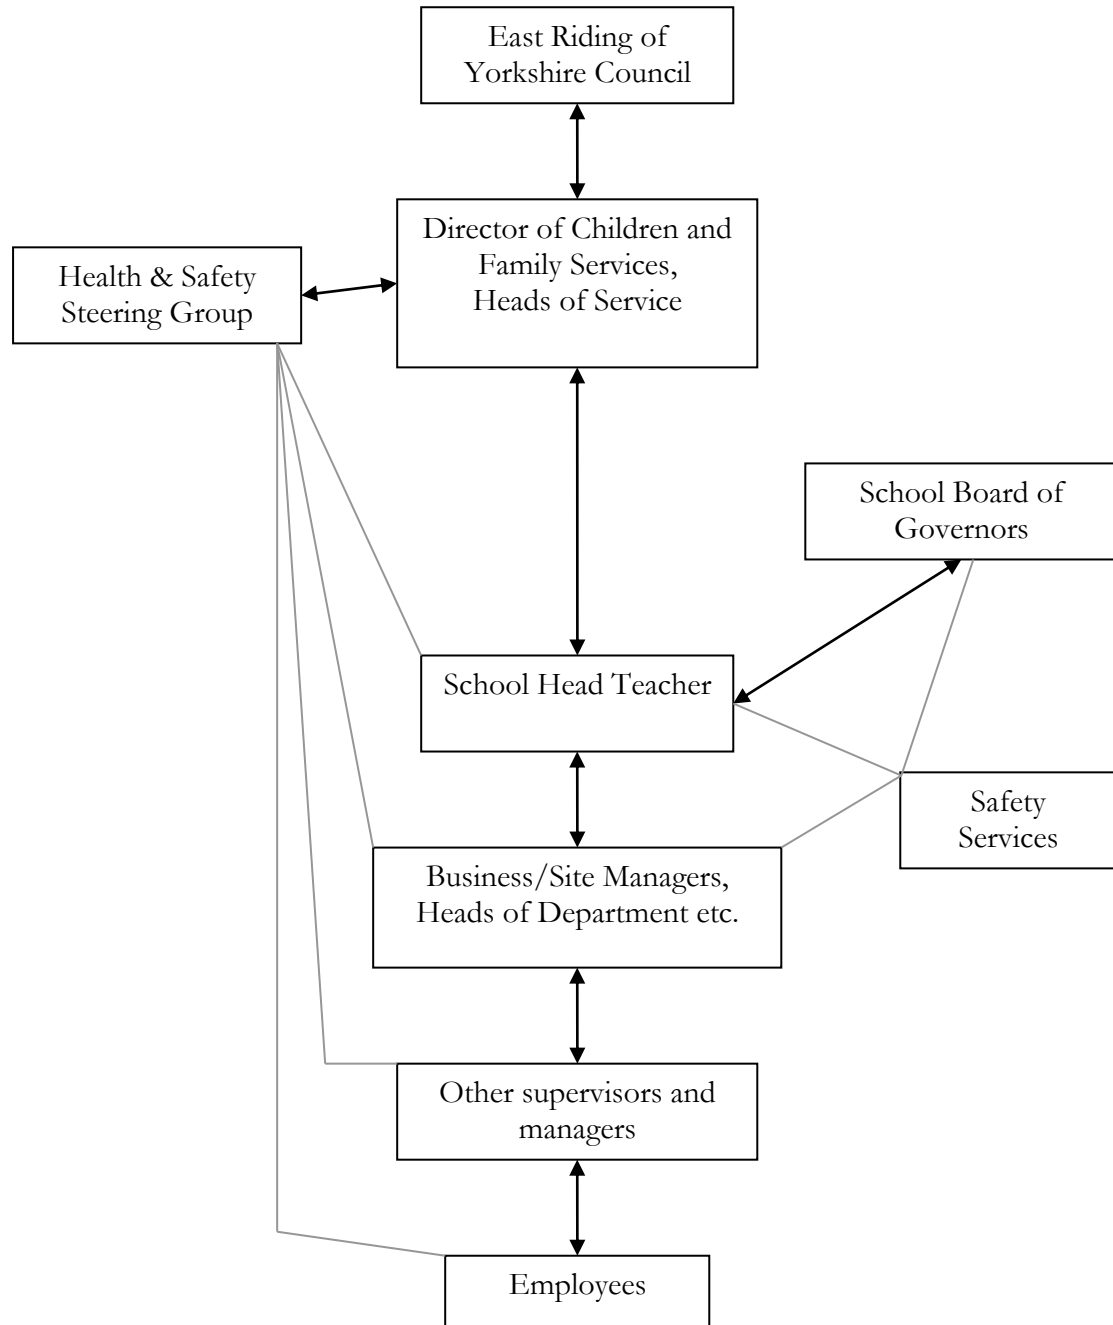 East Riding of
Yorkshire Council
Director of Children and
Family Services,
Heads of Service
Health & Safety
Steering Group
School Board of
Governors
School Head Teacher
Safety
Services
Business/Site Managers,
Heads of Department etc.
Other supervisors and
managers
Employees